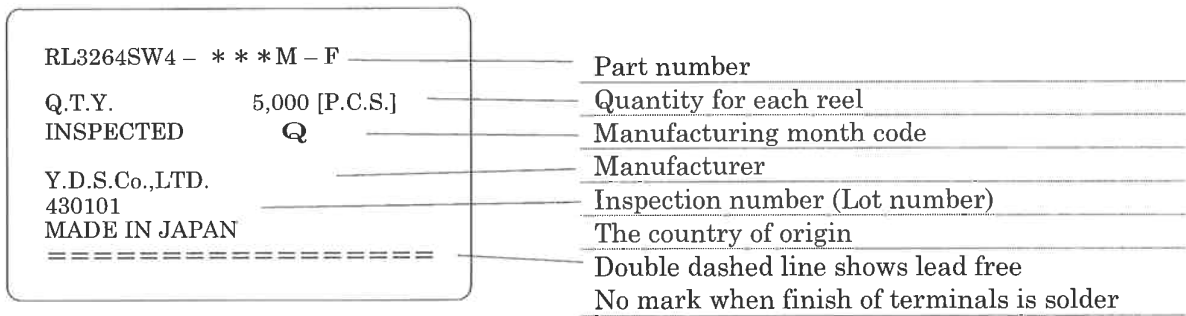 RL3264SW4 – ***M – F
Q.T.Y. 5,000 [P.C.S.]
INSPECTED Q
Y.D.S.Co.,LTD.
430101
MADE IN JAPAN
=================
Part number
Quantity for each reel
Manufacturing month code
Manufacturer
Inspection number (Lot number)
The country of origin
Double dashed line shows lead free
No mark when finish of terminals is solder